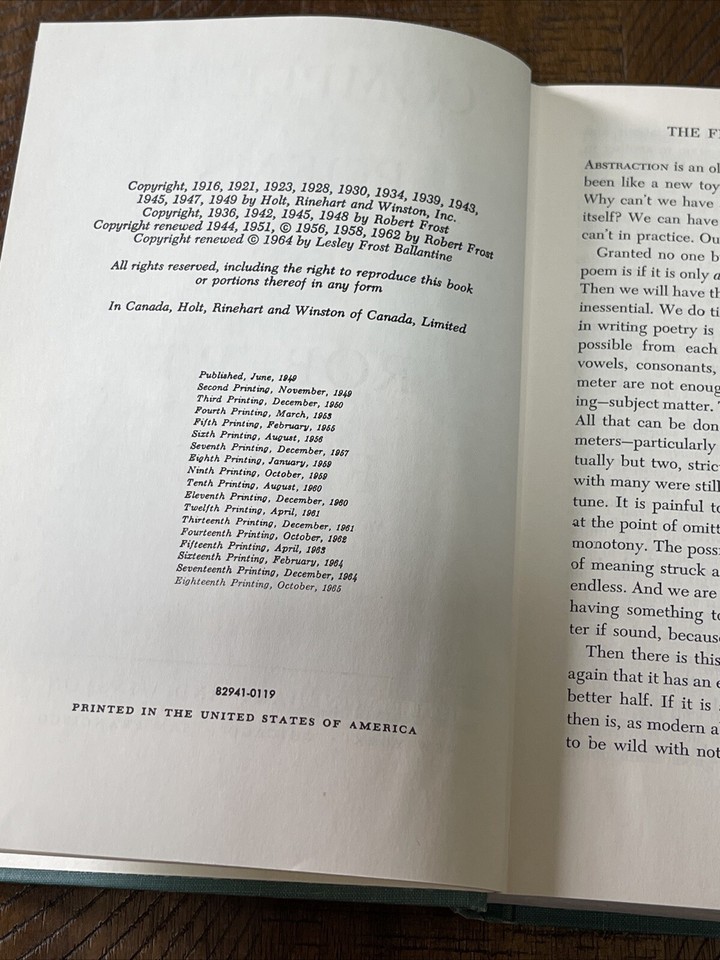 Copyright, 1916, 1921, 1923, 1928, 1930, 1934, 1939, 1943,
1945, 1947, 1949 by Holt, Rinehart and Winston, Inc.
Copyright, 1936, 1942, 1945, 1948 by Robert Frost
Copyright renewed 1944, 1951, © 1956, 1958, 1962 by Robert Frost
Copyright renewed © 1964 by Lesley Frost Ballantine
All rights reserved, including the right to reproduce this book
or portions thereof in any form
In Canada, Holt, Rinehart and Winston of Canada, Limited
Published, June, 1949
Second Printing, November, 1949
Third Printing, December, 1950
Fourth Printing, March, 1953
Fifth Printing, February, 1955
Sixth Printing, August, 1956
Seventh Printing, December, 1957
Eighth Printing, January, 1959
Ninth Printing, October, 1959
Tenth Printing, August, 1960
Eleventh Printing, December, 1960
Twelfth Printing, April, 1961
Thirteenth Printing, December, 1961
Fourteenth Printing, October, 1962
Fifteenth Printing, April, 1963
Sixteenth Printing, February, 1964
Seventeenth Printing, December, 1964
Eighteenth Printing, October, 1965
82941-0119
PRINTED IN THE UNITED STATES OF AMERICA
THE F
ABSTRACTION is an ol
been like a new toy
Why can't we have
itself? We can have
can't in practice. Ou
Granted no one b
poem is if it is only a
Then we will have th
inessential. We do ti
in writing poetry is
possible from each
vowels, consonants,
meter are not enoug
ing—subject matter.
All that can be don
meters—particularly
tually but two, stric
with many were still
tune. It is painful to
at the point of omitt
monotony. The possi
of meaning struck a
endless. And we are
having something to
ter if sound, because
Then there is this
again that it has an e
better half. If it is
then is, as modern a
to be wild with not